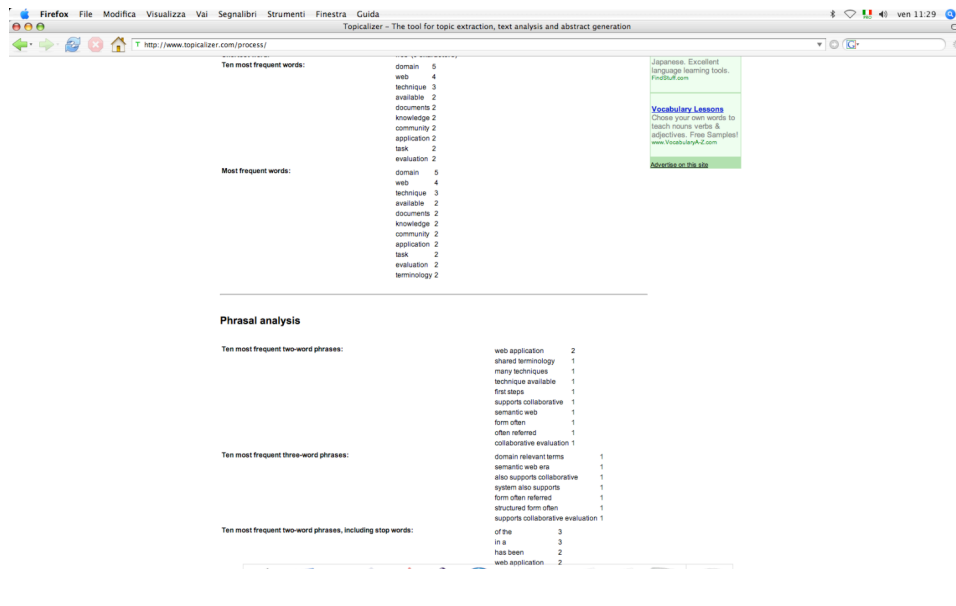 Firefox File Modifica Visualizza Vai Segnalibri Strumenti Finestra Guida ven 11:29
Topicalizer – The tool for topic extraction, text analysis and abstract generation
http://www.topicalizer.com/process/
Ten most frequent words:
domain 5
web 4
technique 3
available 2
documents 2
knowledge 2
community 2
application 2
task 2
evaluation 2
Most frequent words:
domain 5
web 4
technique 3
available 2
documents 2
knowledge 2
community 2
application 2
task 2
evaluation 2
terminology 2
Japanese. Excellent
language learning tools.
FindStuff.com
Vocabulary Lessons
Chose your own words to
teach nouns verbs &
adjectives. Free Samples!
www.VocabularyA-Z.com
Advertise on this site
Phrasal analysis
Ten most frequent two-word phrases:
web application 2
shared terminology 1
many techniques 1
technique available 1
first steps 1
supports collaborative 1
semantic web 1
form often 1
often referred 1
collaborative evaluation 1
Ten most frequent three-word phrases:
domain relevant terms 1
semantic web era 1
also supports collaborative 1
system also supports 1
form often referred 1
structured form often 1
supports collaborative evaluation 1
Ten most frequent two-word phrases, including stop words:
of the 3
in a 3
has been 2
web application 2